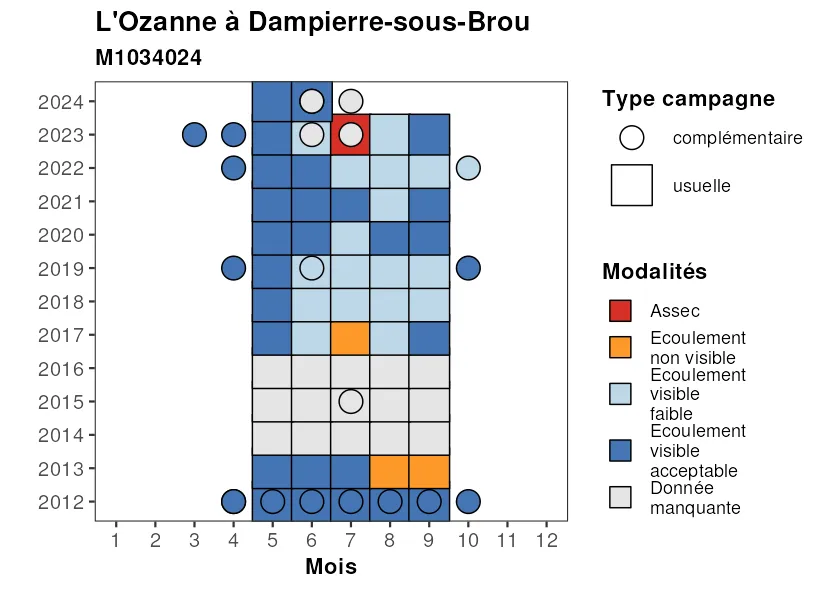 L'Ozanne à Dampierre-sous-Brou
M1034024
2024
2023
2022
2021
2020
2019
2018
2017
2016
2015
2014
2013
2012
1 2 3 4 5 6 7 8 9 10 11 12
Mois
Type campagne
complémentaire
usuelle
Modalités
Assec
Ecoulement
non visible
Ecoulement
visible
faible
Ecoulement
visible
acceptable
Donnée
manquante